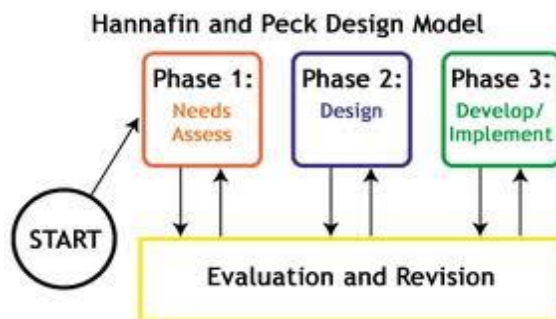 Hannafin and Peck Design Model
Phase 1:
Needs
Assess
Phase 2:
Design
Phase 3:
Develop/
Implement
START
Evaluation and Revision